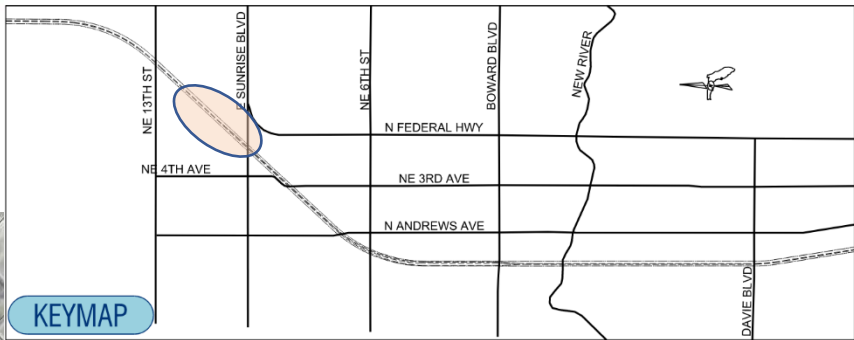 NE 13TH ST
E SUNRISE BLVD
NE 6TH ST
BOWARD BLVD
NEW RIVER
N FEDERAL HWY
NE 4TH AVE
NE 3RD AVE
N ANDREWS AVE
DAVIE BLVD
KEYMAP